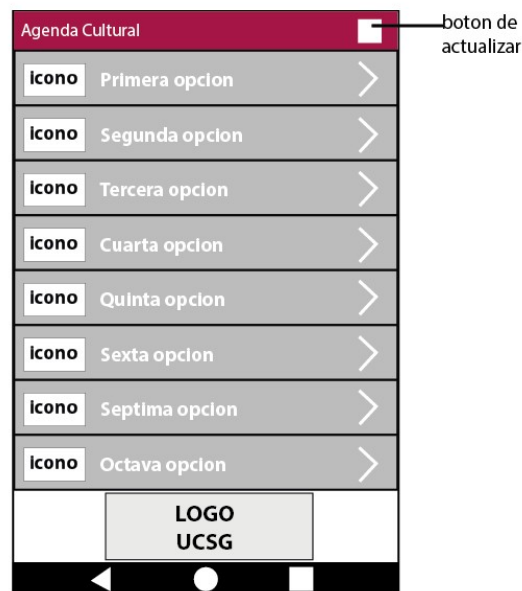 Agenda Cultural
boton de
actualizar
icono Primera opcion
icono Segunda opcion
icono Tercera opcion
icono Cuarta opcion
icono Quinta opcion
icono Sexta opcion
icono Septima opcion
icono Octava opcion
LOGO
UCSG